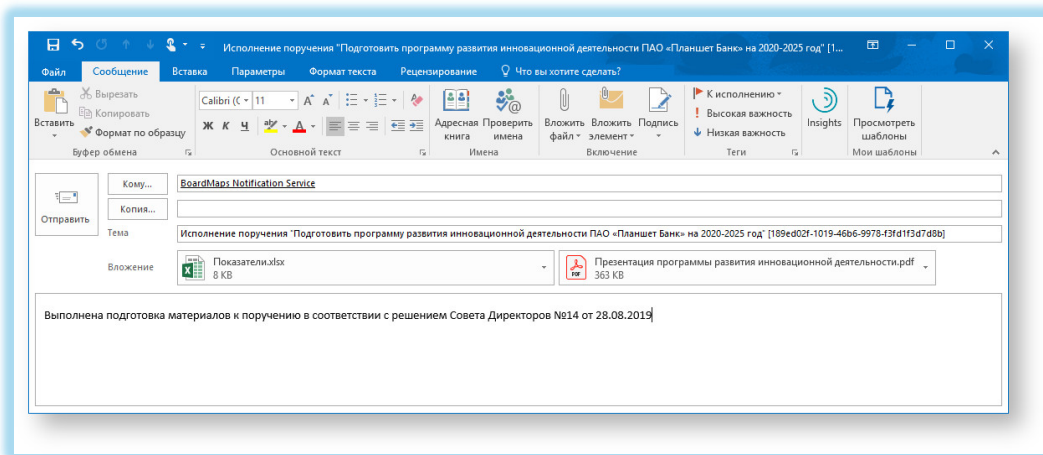 Исполнение поручения "Подготовить программу развития инновационной деятельности ПАО «Планшет Банк» на 2020-2025 год" [1...
Файл Сообщение Вставка Параметры Формат текста Рецензирование Что вы хотите сделать?
Вставить
Вырезать
Копировать
Формат по образцу
Буфер обмена
Calibri (С 11
Ж К Ч
Основной текст
Адресная книга
Проверить имена
Имена
Вложить файл
Вложить элемент
Подпись
Включение
К исполнению
Высокая важность
Низкая важность
Теги
Insights
Просмотреть шаблоны
Мои шаблоны
Отправить
Кому... BoardMaps Notification Service
Копия...
Тема Исполнение поручения "Подготовить программу развития инновационной деятельности ПАО «Планшет Банк» на 2020-2025 год" [189ed02f-1019-46b6-9978-f3fd1f3d7d8b]
Вложение
Показатели.xlsx
8 KB
PDF
Презентация программы развития инновационной деятельности.pdf
363 KB
Выполнена подготовка материалов к поручению в соответствии с решением Совета Директоров №14 от 28.08.2019